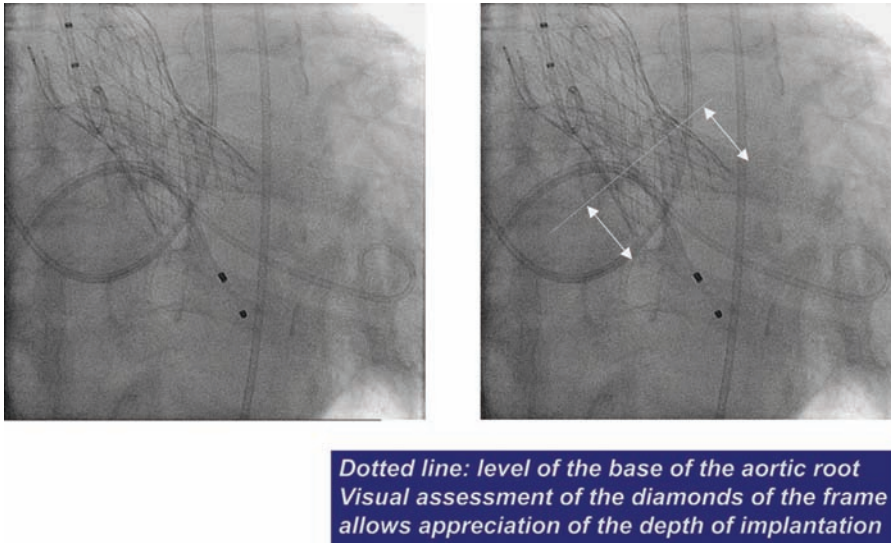 Dotted line: level of the base of the aortic root
Visual assessment of the diamonds of the frame
allows appreciation of the depth of implantation